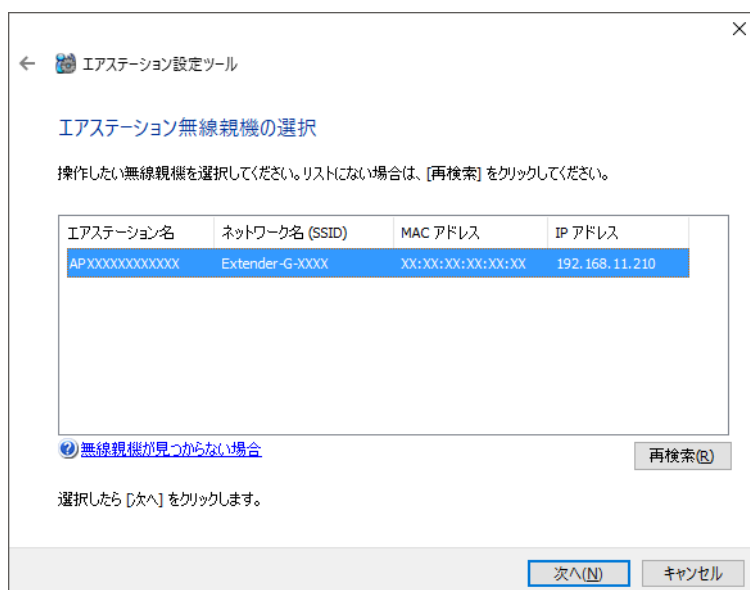 エアステーション設定ツール
エアステーション無線親機の選択
操作したい無線親機を選択してください。リストにない場合は、[再検索] をクリックしてください。
エアステーション名 ネットワーク名 (SSID) MAC アドレス IP アドレス
APXXXXXXXXXXXX Extender-G-XXXX XX:XX:XX:XX:XX:XX 192.168.11.210
無線親機が見つからない場合
再検索(R)
選択したら [次へ] をクリックします。
次へ(N) キャンセル